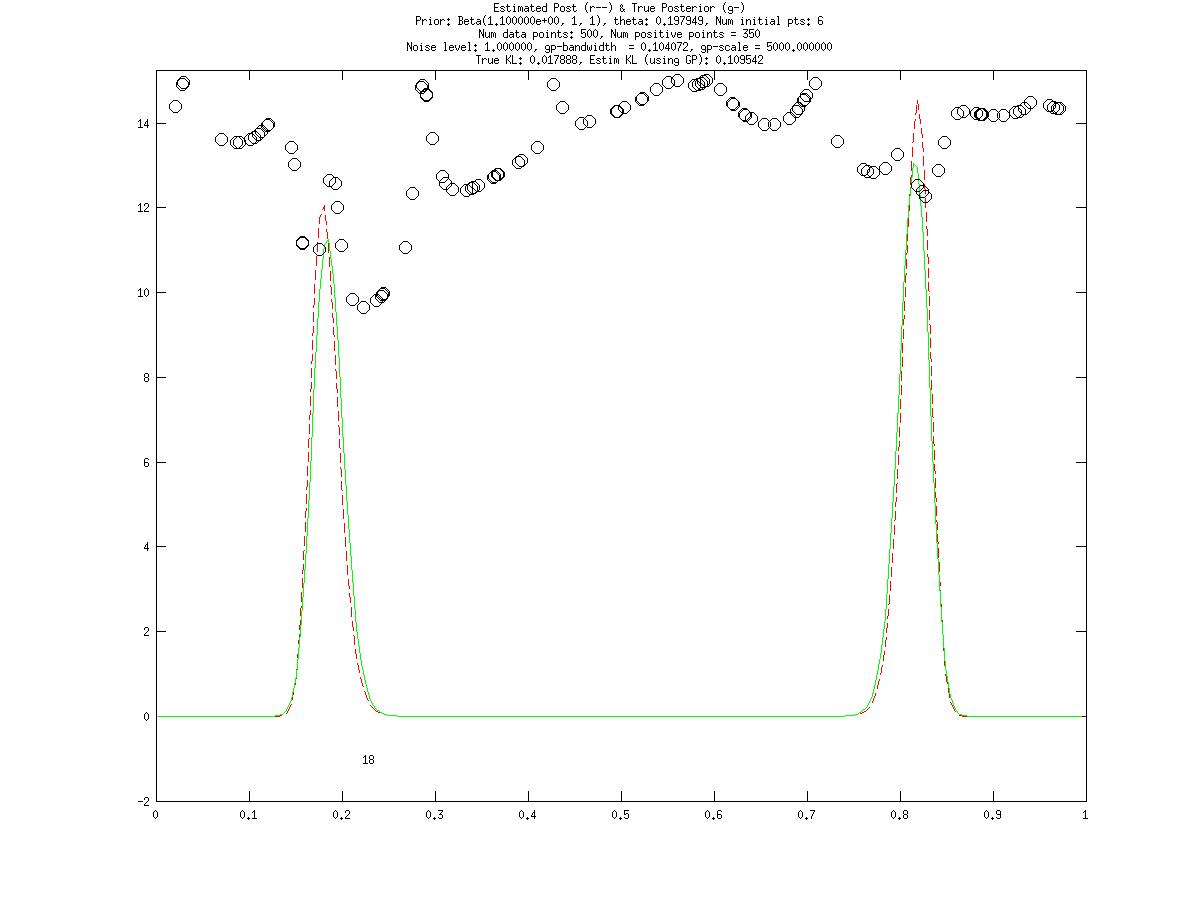 Estimated Post (r--) & True Posterior (g-)
Prior: Beta(1.100000e+00, 1, 1), theta: 0.197949, Num initial pts: 6
Num data points: 500, Num positive points = 350
Noise level: 1.000000, gp-bandwidth  = 0.104072, gp-scale = 5000.000000
True KL: 0.017888, Estim KL (using GP): 0.109542
14
12
10
8
6
4
2
0
18
-2
0 0.1 0.2 0.3 0.4 0.5 0.6 0.7 0.8 0.9 1